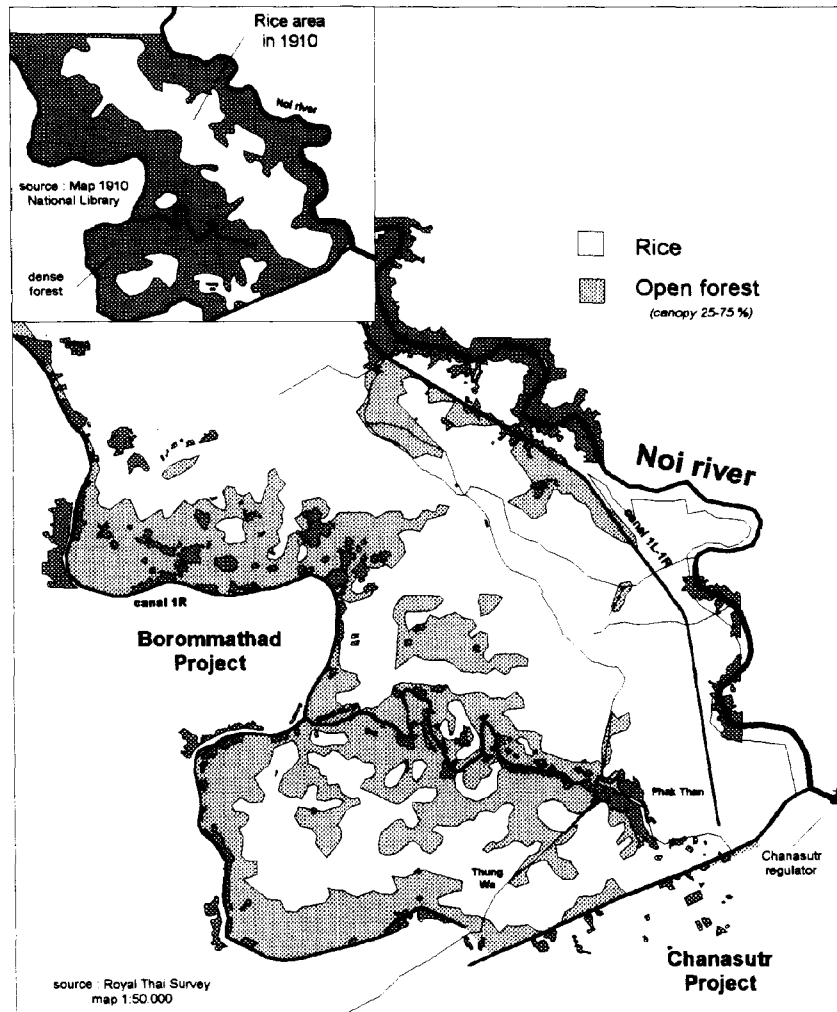 Rice area
in 1910
Noi river
source : Map 1910
National Library
dense
forest
Rice
Open forest
(canopy 25-75 %)
Noi river
canal 1L-1R
canal 1R
Borommathad
Project
Phak Than
Thung
Wa
Chanasutr
regulator
Chanasutr
Project
source : Royal Thai Survey
map 1:50.000